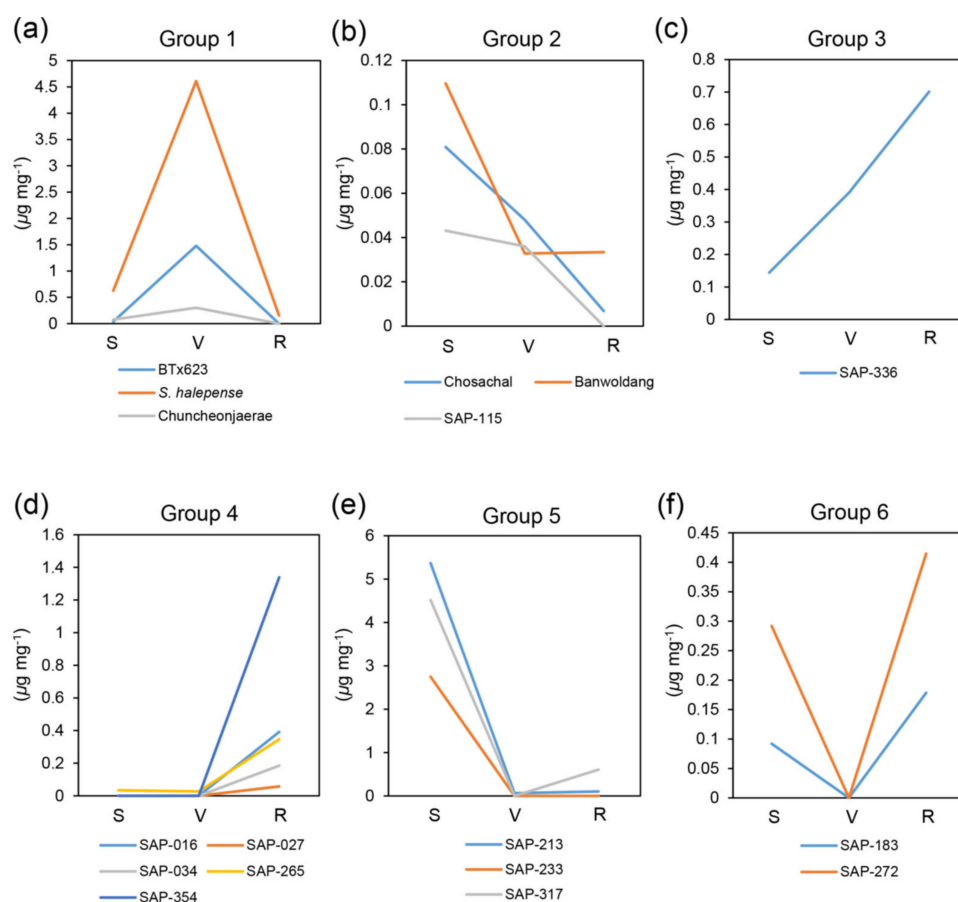 (a)
Group 1
(µg mg⁻¹)
5
4.5
4
3.5
3
2.5
2
1.5
1
0.5
0
S V R
BTx623
S. halepense
Chuncheonjaerae
(b)
Group 2
(µg mg⁻¹)
0.12
0.1
0.08
0.06
0.04
0.02
0
S V R
Chosachal Banwoldang
SAP-115
(c)
Group 3
(µg mg⁻¹)
0.8
0.7
0.6
0.5
0.4
0.3
0.2
0.1
0
S V R
SAP-336
(d)
Group 4
(µg mg⁻¹)
1.6
1.4
1.2
1
0.8
0.6
0.4
0.2
0
S V R
SAP-016 SAP-027
SAP-034 SAP-265
SAP-354
(e)
Group 5
(µg mg⁻¹)
6
5
4
3
2
1
0
S V R
SAP-213
SAP-233
SAP-317
(f)
Group 6
(µg mg⁻¹)
0.45
0.4
0.35
0.3
0.25
0.2
0.15
0.1
0.05
0
S V R
SAP-183
SAP-272